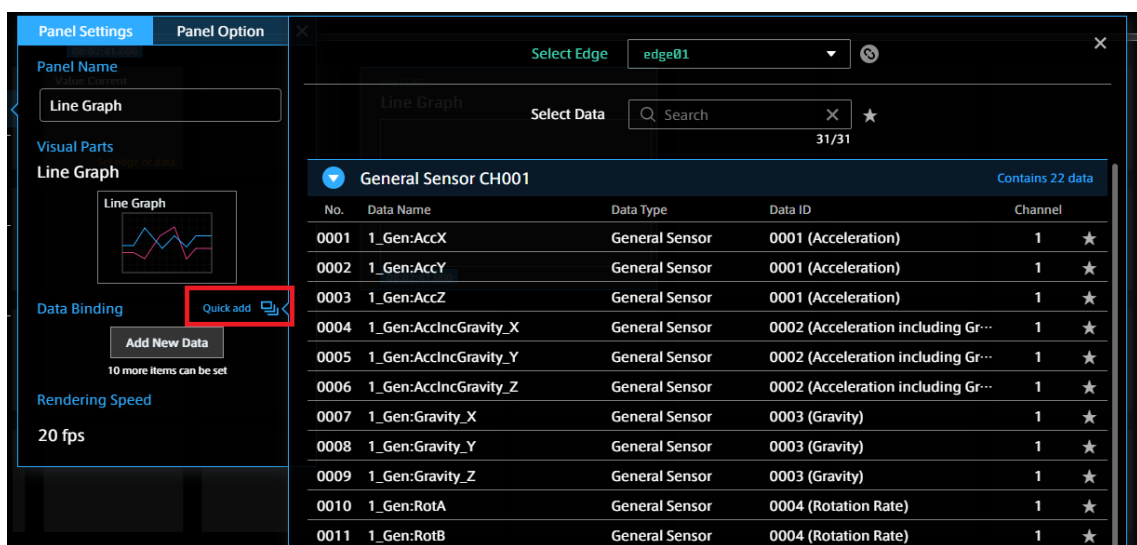 Panel Settings
Panel Option
Panel Name
Value Current
Line Graph
Visual Parts
Line Graph
Line Graph
Data Binding
Quick add
Add New Data
10 more items can be set
Rendering Speed
20 fps
Select Edge
edge01
Line Graph
Select Data
Search
31/31
General Sensor CH001
Contains 22 data
No. Data Name Data Type Data ID Channel
0001 1_Gen:AccX General Sensor 0001 (Acceleration) 1
0002 1_Gen:AccY General Sensor 0001 (Acceleration) 1
0003 1_Gen:AccZ General Sensor 0001 (Acceleration) 1
0004 1_Gen:AccIncGravity_X General Sensor 0002 (Acceleration including Gr··· 1
0005 1_Gen:AccIncGravity_Y General Sensor 0002 (Acceleration including Gr··· 1
0006 1_Gen:AccIncGravity_Z General Sensor 0002 (Acceleration including Gr··· 1
0007 1_Gen:Gravity_X General Sensor 0003 (Gravity) 1
0008 1_Gen:Gravity_Y General Sensor 0003 (Gravity) 1
0009 1_Gen:Gravity_Z General Sensor 0003 (Gravity) 1
0010 1_Gen:RotA General Sensor 0004 (Rotation Rate) 1
0011 1_Gen:RotB General Sensor 0004 (Rotation Rate) 1